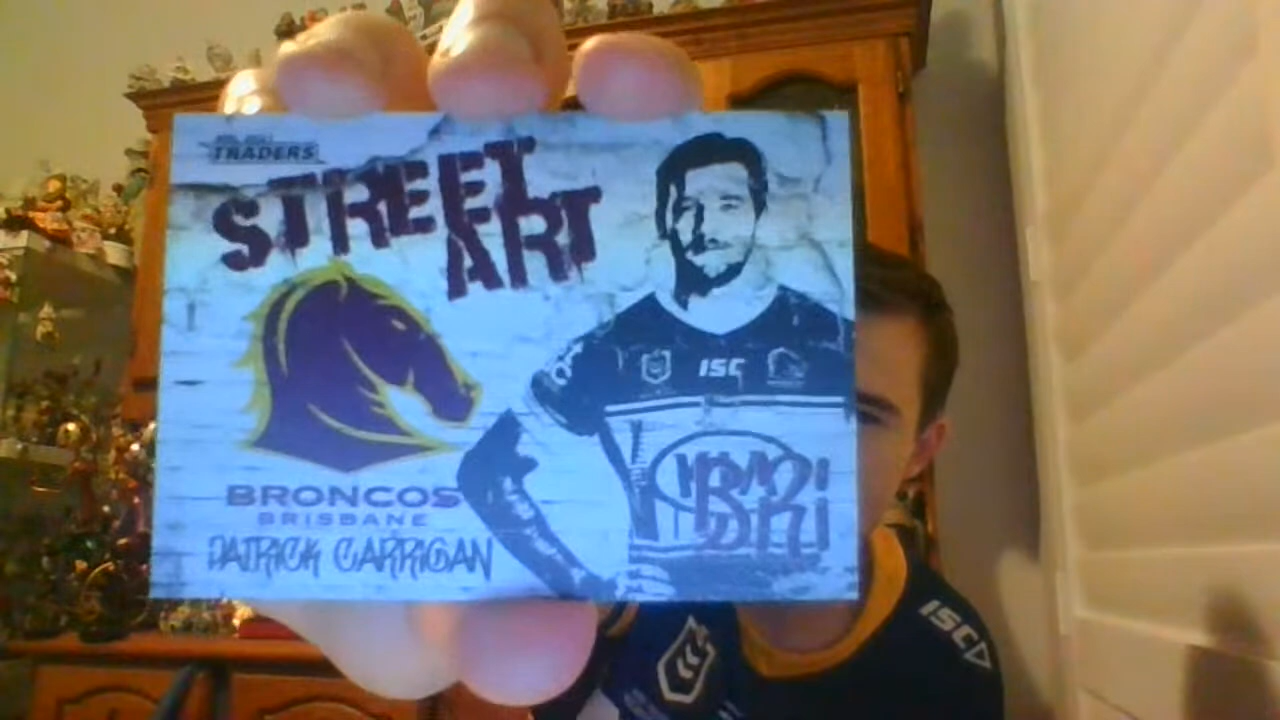 TRADERS
STREET
ART
ISC
BRONCOS
BRISBANE
PATRICK CARRIGAN
ISC